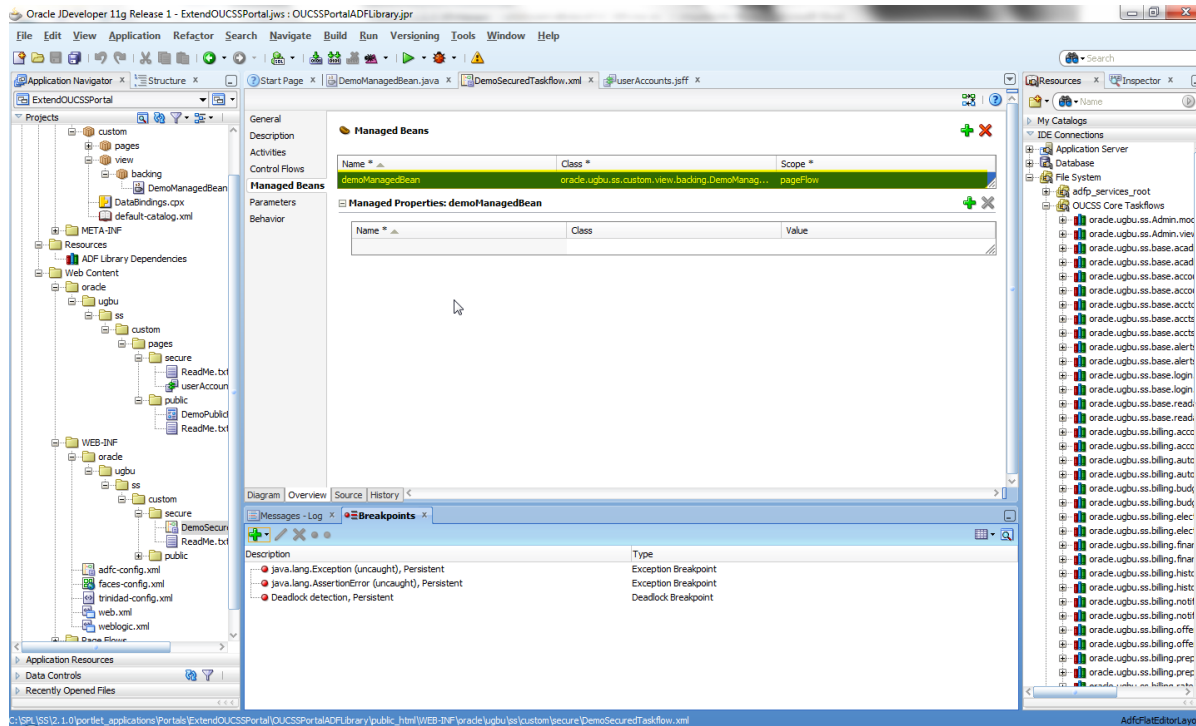 Oracle JDeveloper 11g Release 1 - ExtendOUCSSPortal.jws : OUCSSPortalADFLibrary.jpr
File Edit View Application Refactor Search Navigate Build Run Versioning Tools Window Help
Search
Application Navigator
Structure
Start Page
DemoManagedBean.java
DemoSecuredTaskflow.xml
userAccounts.jsff
Resources
Inspector
ExtendOUCSSPortal
Projects
custom
pages
view
backing
DemoManagedBean
DataBindings.cpx
default-catalog.xml
META-INF
Resources
ADF Library Dependencies
Web Content
oracle
ugbu
ss
custom
pages
secure
ReadMe.txt
userAccoun
public
DemoPublic
ReadMe.txt
WEB-INF
oracle
ugbu
ss
custom
secure
DemoSecure
ReadMe.txt
public
adfc-config.xml
faces-config.xml
trinidad-config.xml
web.xml
weblogic.xml
Page Flows
Application Resources
Data Controls
Recently Opened Files
General
Description
Activities
Control Flows
Managed Beans
Parameters
Behavior
Managed Beans
Name * Class * Scope *
demoManagedBean oracle.ugbu.ss.custom.view.backing.DemoManag... pageFlow
Managed Properties: demoManagedBean
Name * Class Value
Diagram Overview Source History
Messages - Log
Breakpoints
Description Type
java.lang.Exception (uncaught), Persistent Exception Breakpoint
java.lang.AssertionError (uncaught), Persistent Exception Breakpoint
Deadlock detection, Persistent Deadlock Breakpoint
Name
My Catalogs
IDE Connections
Application Server
Database
File System
adfp_services_root
OUCSS Core Taskflows
oracle.ugbu.ss.Admin.mod
oracle.ugbu.ss.Admin.view
oracle.ugbu.ss.base.acad
oracle.ugbu.ss.base.acad
oracle.ugbu.ss.base.accou
oracle.ugbu.ss.base.accou
oracle.ugbu.ss.base.acctc
oracle.ugbu.ss.base.accts
oracle.ugbu.ss.base.accts
oracle.ugbu.ss.base.alerts
oracle.ugbu.ss.base.alerts
oracle.ugbu.ss.base.login
oracle.ugbu.ss.base.login
oracle.ugbu.ss.base.read
oracle.ugbu.ss.base.read
oracle.ugbu.ss.billing.acco
oracle.ugbu.ss.billing.acco
oracle.ugbu.ss.billing.auto
oracle.ugbu.ss.billing.auto
oracle.ugbu.ss.billing.budg
oracle.ugbu.ss.billing.budg
oracle.ugbu.ss.billing.elect
oracle.ugbu.ss.billing.elect
oracle.ugbu.ss.billing.finan
oracle.ugbu.ss.billing.finan
oracle.ugbu.ss.billing.histo
oracle.ugbu.ss.billing.histo
oracle.ugbu.ss.billing.notif
oracle.ugbu.ss.billing.notif
oracle.ugbu.ss.billing.offe
oracle.ugbu.ss.billing.offe
oracle.ugbu.ss.billing.prep
oracle.ugbu.ss.billing.prep
C:\SPL\SS\2.1.0\portlet_applications\Portals\ExtendOUCSSPortal\OUCSSPortalADFLibrary\public_html\WEB-INF\oracle\ugbu\ss\custom\secure\DemoSecuredTaskflow.xml
AdfcFlatEditorLayo